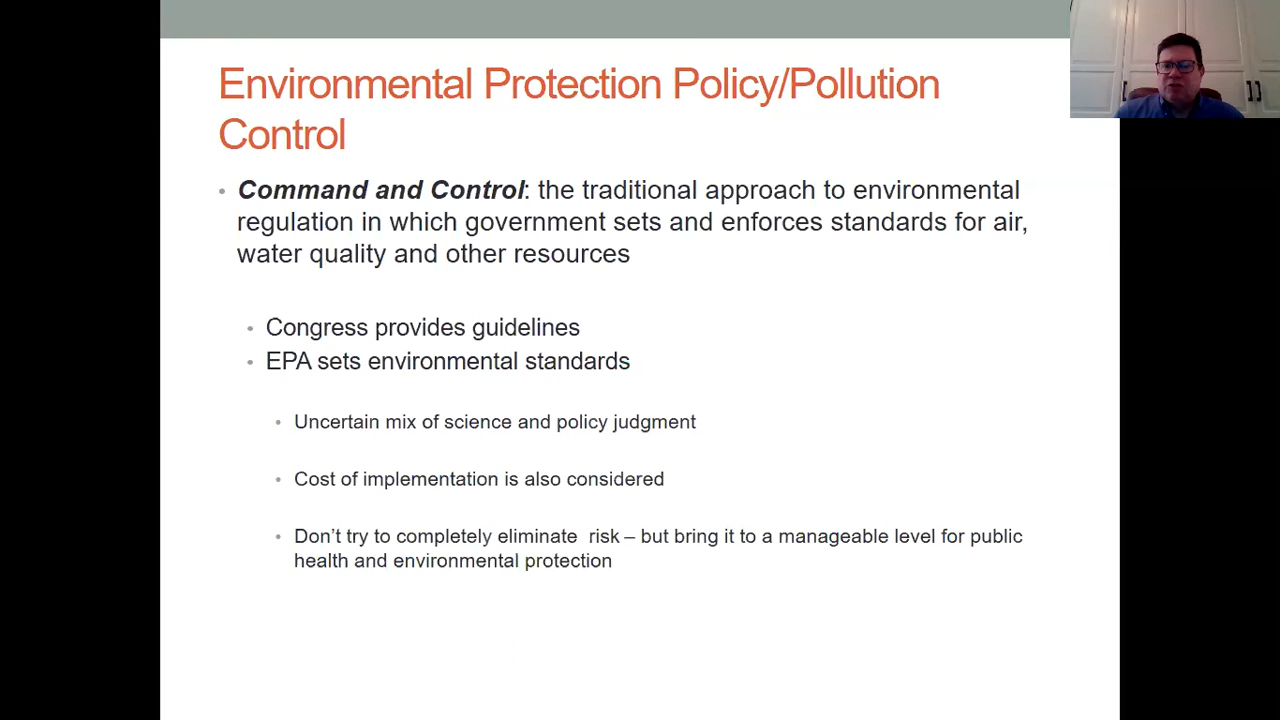 Environmental Protection Policy/Pollution
Control
• Command and Control: the traditional approach to environmental
regulation in which government sets and enforces standards for air,
water quality and other resources
• Congress provides guidelines
• EPA sets environmental standards
• Uncertain mix of science and policy judgment
• Cost of implementation is also considered
• Don’t try to completely eliminate  risk – but bring it to a manageable level for public
health and environmental protection